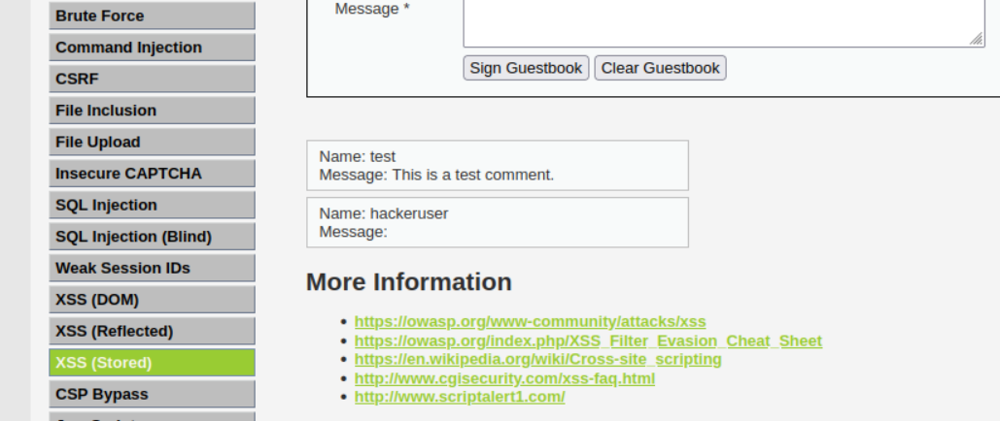 Brute Force
Command Injection
CSRF
File Inclusion
File Upload
Insecure CAPTCHA
SQL Injection
SQL Injection (Blind)
Weak Session IDs
XSS (DOM)
XSS (Reflected)
XSS (Stored)
CSP Bypass
Message *
Sign Guestbook Clear Guestbook
Name: test
Message: This is a test comment.
Name: hackeruser
Message:
More Information
https://owasp.org/www-community/attacks/xss
https://owasp.org/index.php/XSS_Filter_Evasion_Cheat_Sheet
https://en.wikipedia.org/wiki/Cross-site_scripting
http://www.cgisecurity.com/xss-faq.html
http://www.scriptalert1.com/